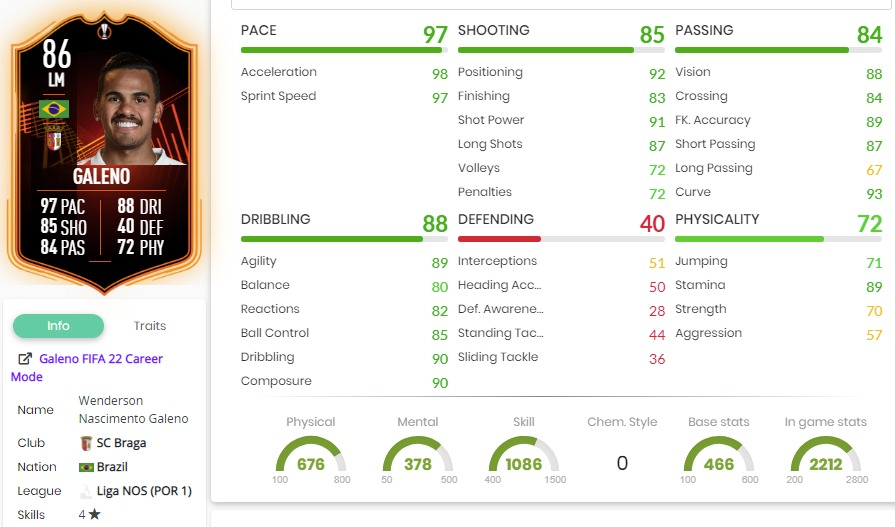 86
LM
GALENO
97 PAC 88 DRI
85 SHO 40 DEF
84 PAS 72 PHY
Info Traits
Galeno FIFA 22 Career
Mode
Name Wenderson
Nascimento Galeno
Club SC Braga
Nation Brazil
League Liga NOS (POR 1)
Skills 4 ★
PACE 97
Acceleration 98
Sprint Speed 97
SHOOTING 85
Positioning 92
Finishing 83
Shot Power 91
Long Shots 87
Volleys 72
Penalties 72
PASSING 84
Vision 88
Crossing 84
FK. Accuracy 89
Short Passing 87
Long Passing 67
Curve 93
DRIBBLING 88
Agility 89
Balance 80
Reactions 82
Ball Control 85
Dribbling 90
Composure 90
DEFENDING 40
Interceptions 51
Heading Acc... 50
Def. Awarene... 28
Standing Tac... 44
Sliding Tackle 36
PHYSICALITY 72
Jumping 71
Stamina 89
Strength 70
Aggression 57
Physical Mental Skill Chem. Style Base stats In game stats
676 378 1086 0 466 2212
100 800 50 500 400 1500 100 600 200 2800